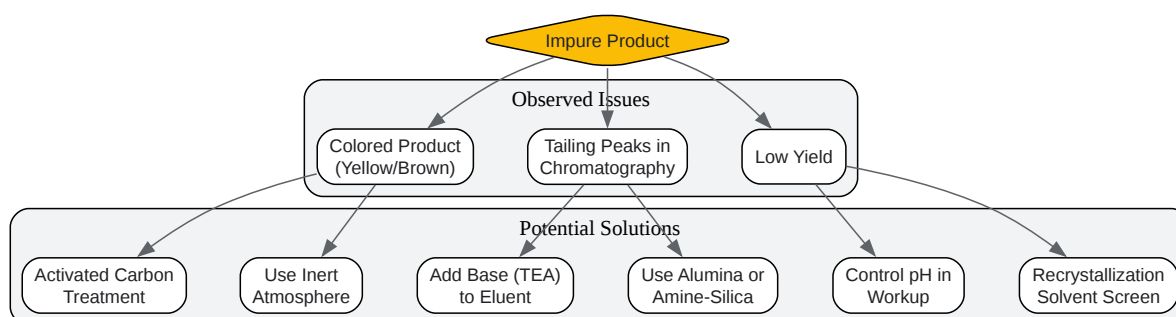 Impure Product
Observed Issues
Colored Product
(Yellow/Brown)
Tailing Peaks in
Chromatography
Low Yield
Potential Solutions
Activated Carbon
Treatment
Use Inert
Atmosphere
Add Base (TEA)
to Eluent
Use Alumina or
Amine-Silica
Control pH in
Workup
Recrystallization
Solvent Screen